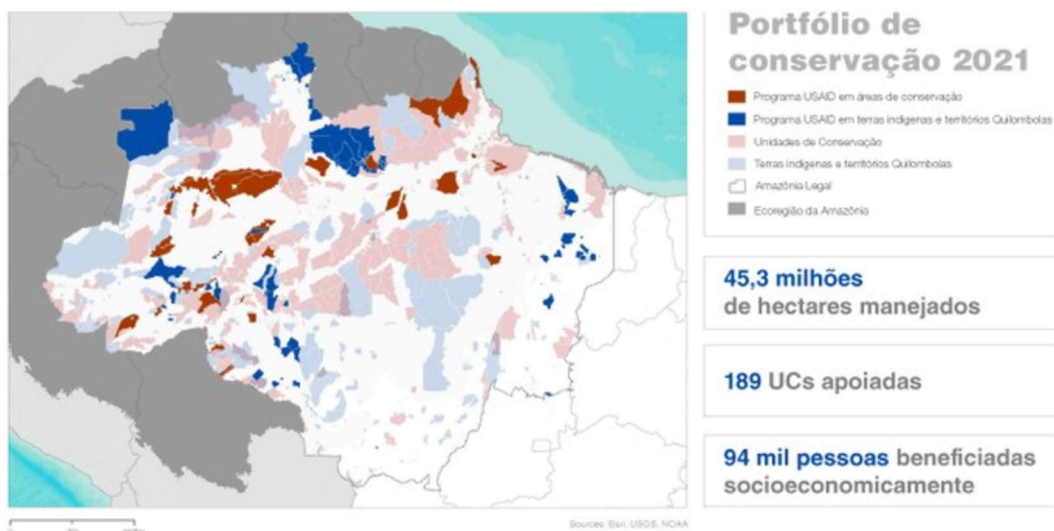 Portfólio de
conservação 2021
Programa USAID em áreas de conservação
Programa USAID em terras indígenas e territórios Quilombolas
Unidades de Conservação
Terras indígenas e territórios Quilombolas
Amazônia Legal
Ecoregião da Amazônia
45,3 milhões
de hectares manejados
189 UCs apoiadas
94 mil pessoas beneficiadas
socioeconomicamente
Sources: Esri, USGS, NOAA